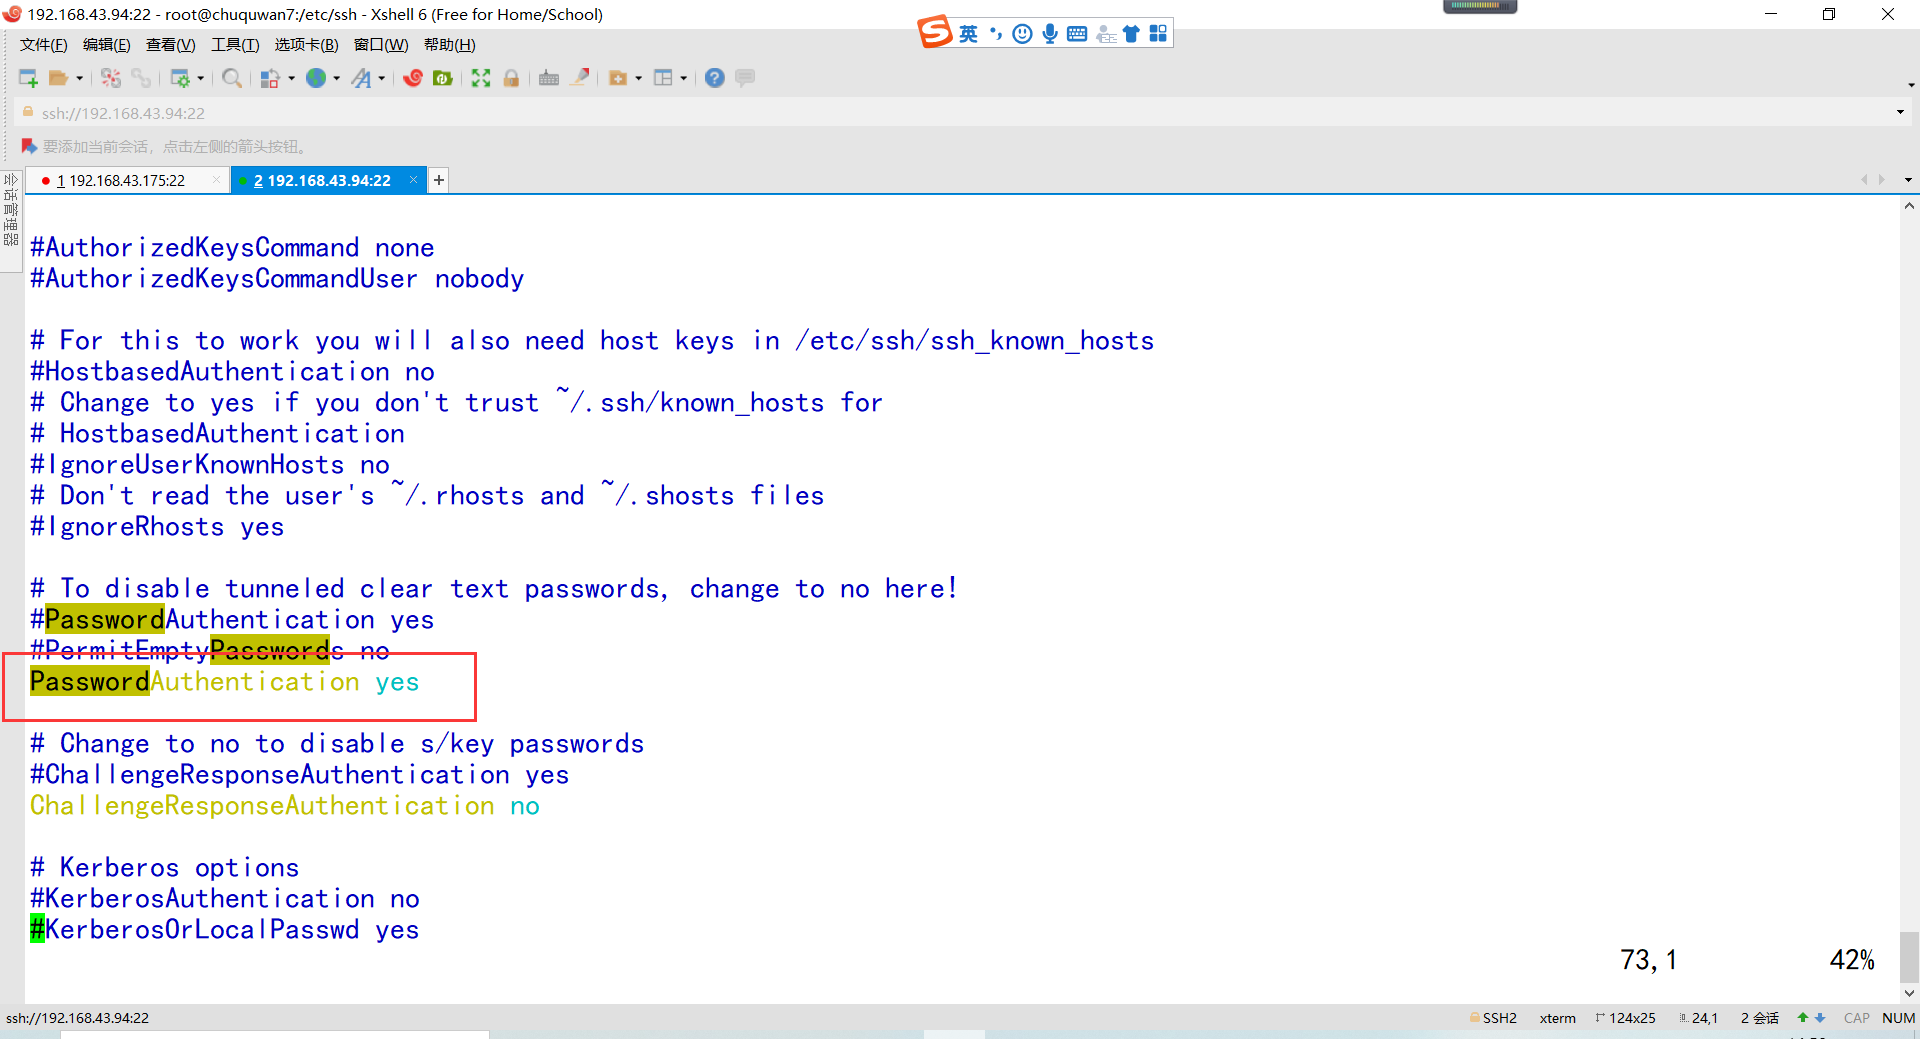 192.168.43.94:22 - root@chuquwan7:/etc/ssh - Xshell 6 (Free for Home/School)
英
文件(F) 编辑(E) 查看(V) 工具(T) 选项卡(B) 窗口(W) 帮助(H)
ssh://192.168.43.94:22
要添加当前会话，点击左侧的箭头按钮。
会话管理器
1 192.168.43.175:22 × 2 192.168.43.94:22 × +
#AuthorizedKeysCommand none
#AuthorizedKeysCommandUser nobody
# For this to work you will also need host keys in /etc/ssh/ssh_known_hosts
#HostbasedAuthentication no
# Change to yes if you don't trust ~/.ssh/known_hosts for
# HostbasedAuthentication
#IgnoreUserKnownHosts no
# Don't read the user's ~/.rhosts and ~/.shosts files
#IgnoreRhosts yes
# To disable tunneled clear text passwords, change to no here!
#PasswordAuthentication yes
#PermitEmptyPasswords no
PasswordAuthentication yes
# Change to no to disable s/key passwords
#ChallengeResponseAuthentication yes
ChallengeResponseAuthentication no
# Kerberos options
#KerberosAuthentication no
#KerberosOrLocalPasswd yes
73,1 42%
ssh://192.168.43.94:22 SSH2 xterm 124x25 24,1 2 会话 CAP NUM